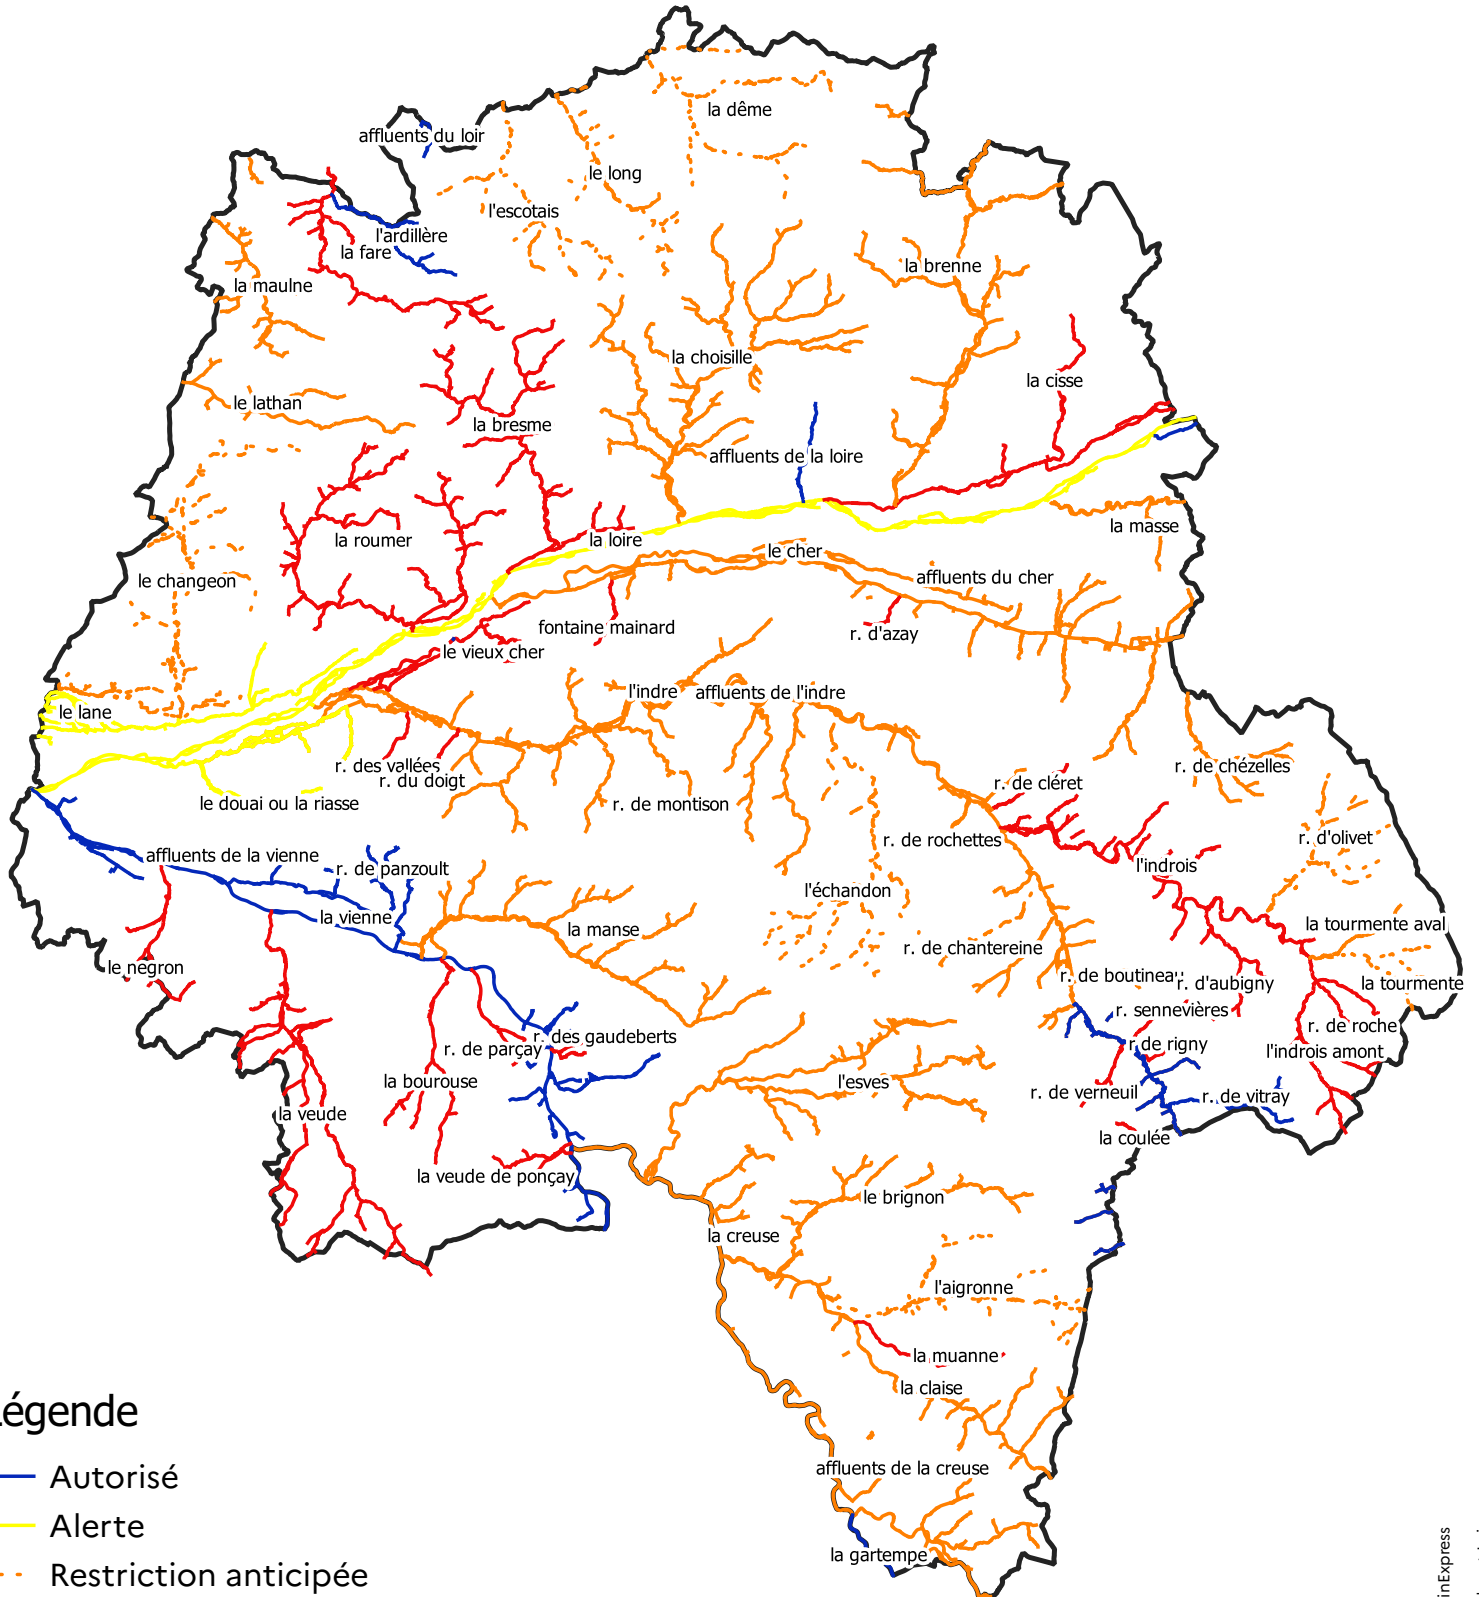 la dême
affluents du loir
le long
l'escotais
l'ardillère
la fare
la brenne
la maulne
la choisille
la cisse
le lathan
la bresme
affluents de la loire
la masse
la roumer
la loire
le cher
le changeon
affluents du cher
fontaine mainard
r. d'azay
le vieux cher
l'indre
affluents de l'indre
le lane
r. des vallées
r. de chézelles
r. du doigt
r. de cléret
le douai ou la riasse
r. de montison
r. de rochettes
r. d'olivet
affluents de la vienne
r. de panzoult
l'indrois
l'échandon
la vienne
la manse
la tourmente aval
r. de chantereine
le négron
r. de boutineau
r. d'aubigny
la tourmente
r. sennevières
r. de roche
r. des gaudeberts
r. de parçay
r de rigny
l'indrois amont
la bourouse
l'esves
r. de verneuil
r. de vitray
la veude
la coulée
la veude de ponçay
le brignon
la creuse
l'aigronne
la muanne
la claise
Légende
affluents de la creuse
Autorisé
Alerte
la gartempe
Restriction anticipée
inExpress